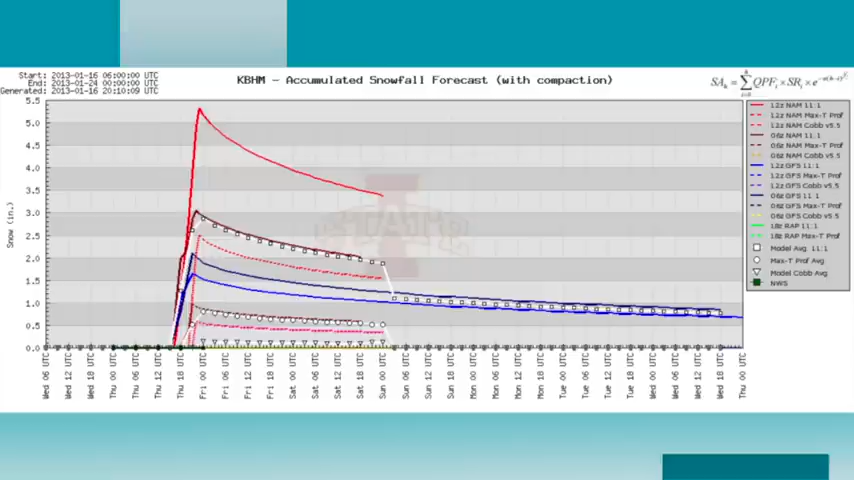 Start: 2013-01-16 06:00:00 UTC
End: 2013-01-24 00:00:00 UTC
Generated: 2013-01-16 20:10:09 UTC
KBHM - Accumulated Snowfall Forecast (with compaction)
5.5
5.0
4.5
4.0
3.5
3.0
2.5
2.0
1.5
1.0
0.5
0.0
Snow (in.)
STATE
12z NAM 11:1
12z NAM Max-T Prof
12z NAM Cobb v5.5
06z NAM 11:1
06z NAM Max-T Prof
06z NAM Cobb v5.5
12z GFS 11:1
12z GFS Max-T Prof
12z GFS Cobb v5.5
06z GFS 11:1
06z GFS Max-T Prof
06z GFS Cobb v5.5
18z RAP 11:1
18z RAP Max-T Prof
Model Avg. 11:1
Max-T Prof Avg
Model Cobb Avg
NWS
Wed 06 UTC
Wed 12 UTC
Wed 18 UTC
Thu 00 UTC
Thu 06 UTC
Thu 12 UTC
Thu 18 UTC
Fri 00 UTC
Fri 06 UTC
Fri 12 UTC
Fri 18 UTC
Sat 00 UTC
Sat 06 UTC
Sat 12 UTC
Sat 18 UTC
Sun 00 UTC
Sun 06 UTC
Sun 12 UTC
Sun 18 UTC
Mon 00 UTC
Mon 06 UTC
Mon 12 UTC
Mon 18 UTC
Tue 00 UTC
Tue 06 UTC
Tue 12 UTC
Tue 18 UTC
Wed 00 UTC
Wed 06 UTC
Wed 12 UTC
Wed 18 UTC
Thu 00 UTC